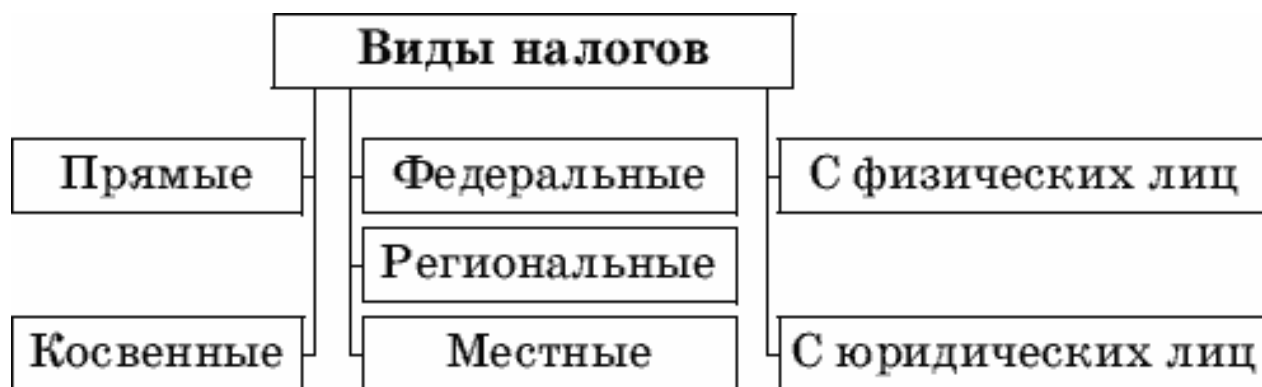 Виды налогов
Прямые
Федеральные
С физических лиц
Региональные
Косвенные
Местные
С юридических лиц